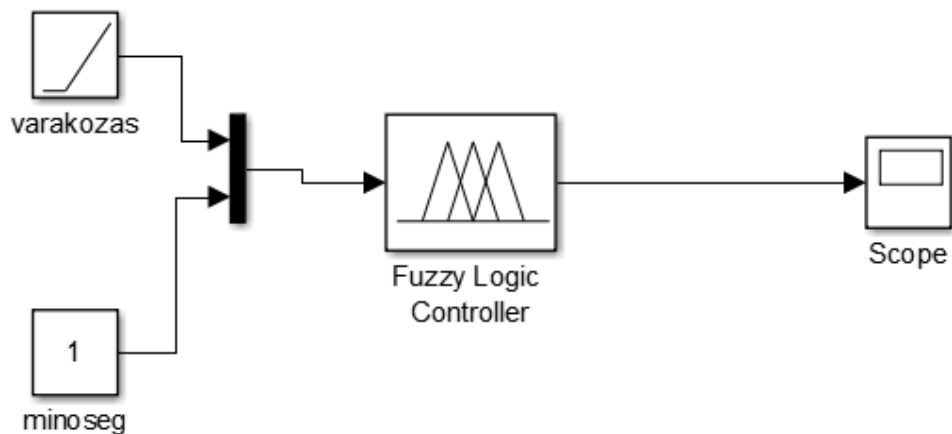 varakozas
Fuzzy Logic
Controller
Scope
1
minoseg